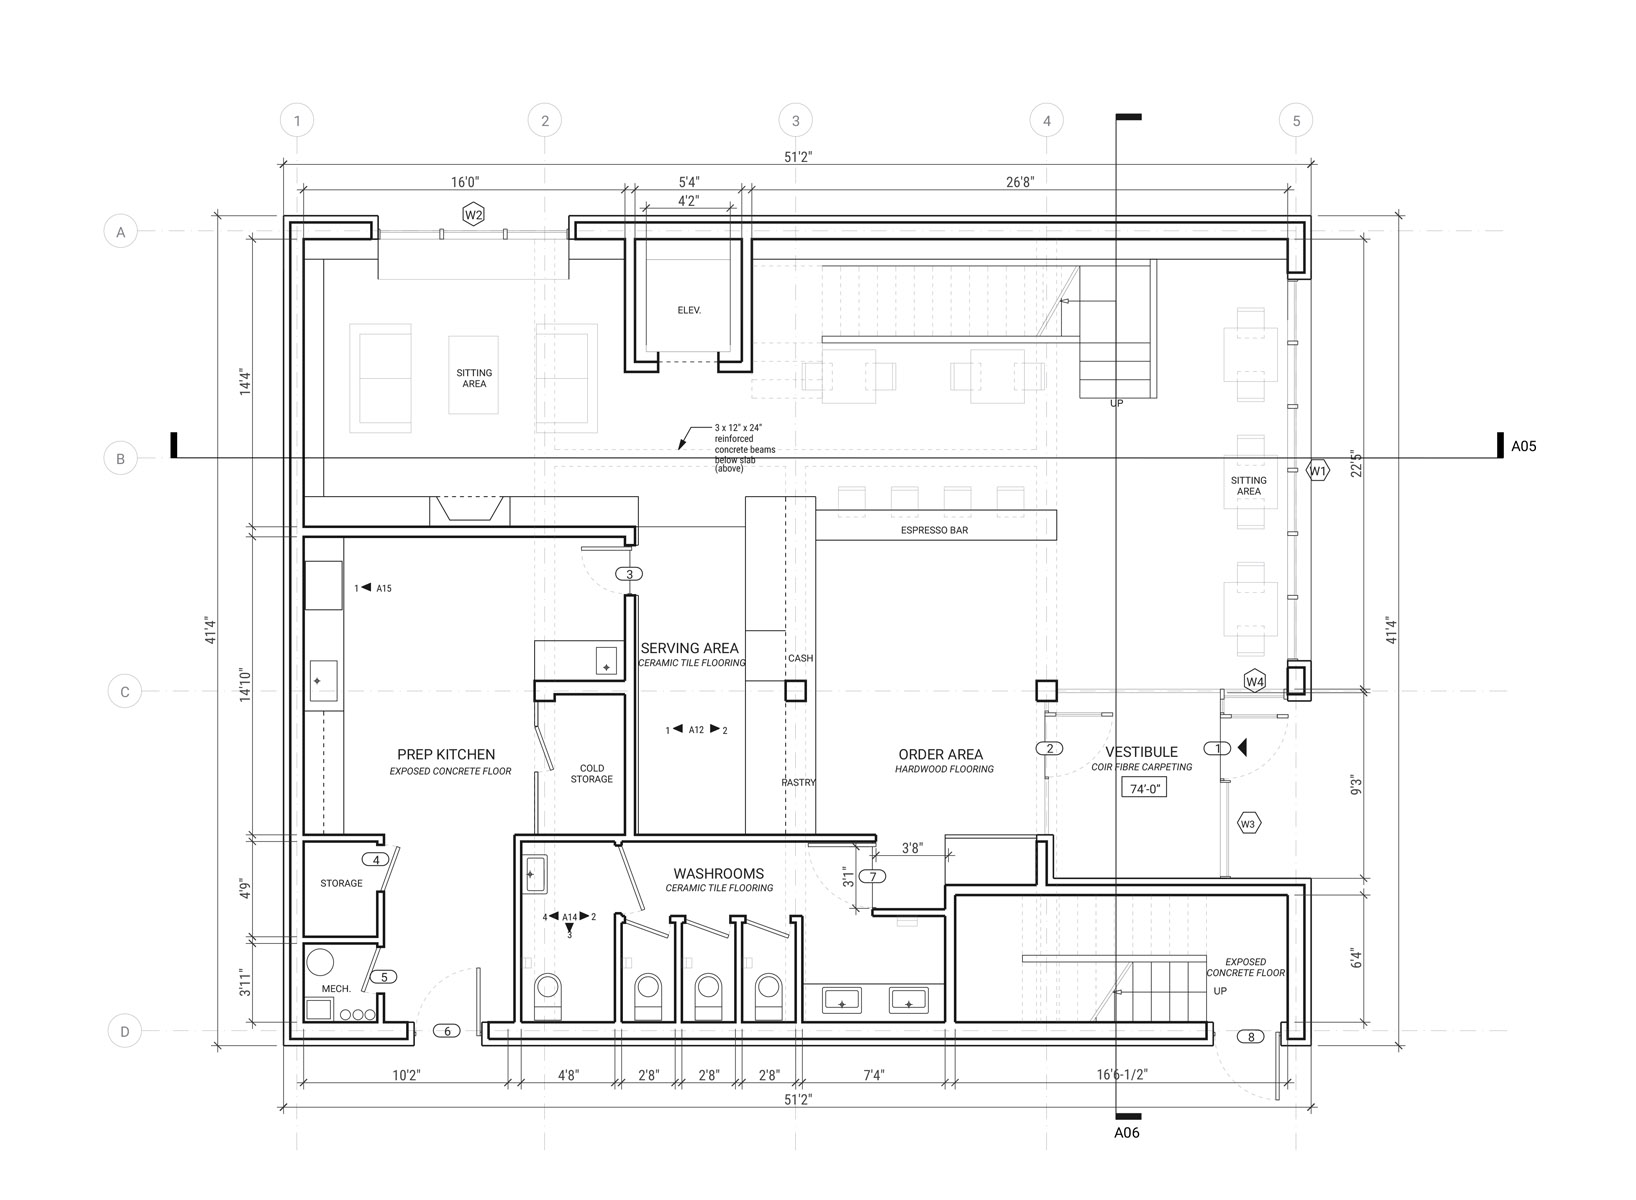 1
2
3
4
5
51'2"
16'0"
5'4"
26'8"
4'2"
W2
A
ELEV.
14'4"
SITTING
AREA
UP
3 x 12" x 24"
reinforced
concrete beams
below slab
(above)
B
A05
22'5"
W1
SITTING
AREA
ESPRESSO BAR
3
1
A15
41'4"
41'4"
SERVING AREA
CERAMIC TILE FLOORING
CASH
14'10"
W4
C
1
A12
2
PREP KITCHEN
EXPOSED CONCRETE FLOOR
COLD
STORAGE
PASTRY
ORDER AREA
HARDWOOD FLOORING
2
VESTIBULE
COIR FIBRE CARPETING
74'-0"
1
9'3"
W3
4
STORAGE
4'9"
WASHROOMS
CERAMIC TILE FLOORING
3'8"
3'1"
7
4
A14
2
3
5
MECH.
3'11"
EXPOSED
CONCRETE FLOOR
UP
6'4"
D
6
8
10'2"
4'8"
2'8"
2'8"
2'8"
7'4"
16'6-1/2"
51'2"
A06